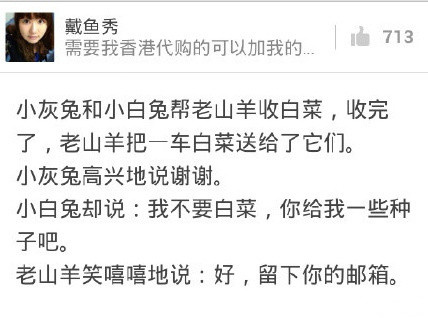 戴鱼秀
需要我香港代购的可以加我的...
713
小灰兔和小白兔帮老山羊收白菜，收完
了，老山羊把一车白菜送给了它们。
小灰兔高兴地说谢谢。
小白兔却说：我不要白菜，你给我一些种
子吧。
老山羊笑嘻嘻地说：好，留下你的邮箱。